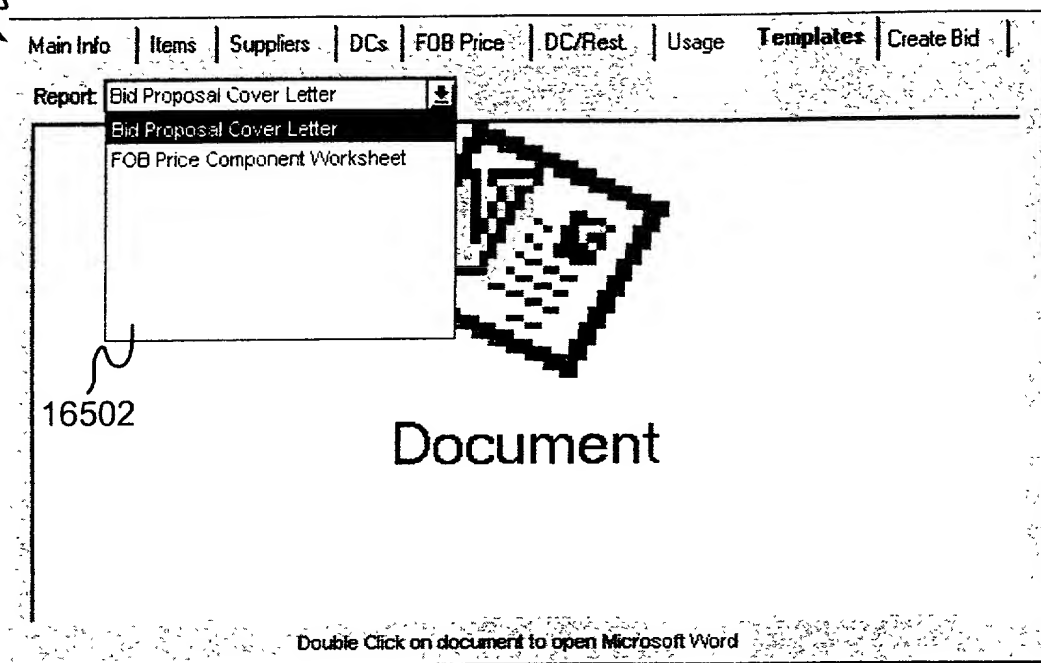 Main Info Items Suppliers DCs FOB Price DC/Rest. Usage Templates Create Bid
Report: Bid Proposal Cover Letter
Bid Proposal Cover Letter
FOB Price Component Worksheet
16502
Document
Double Click on document to open Microsoft Word